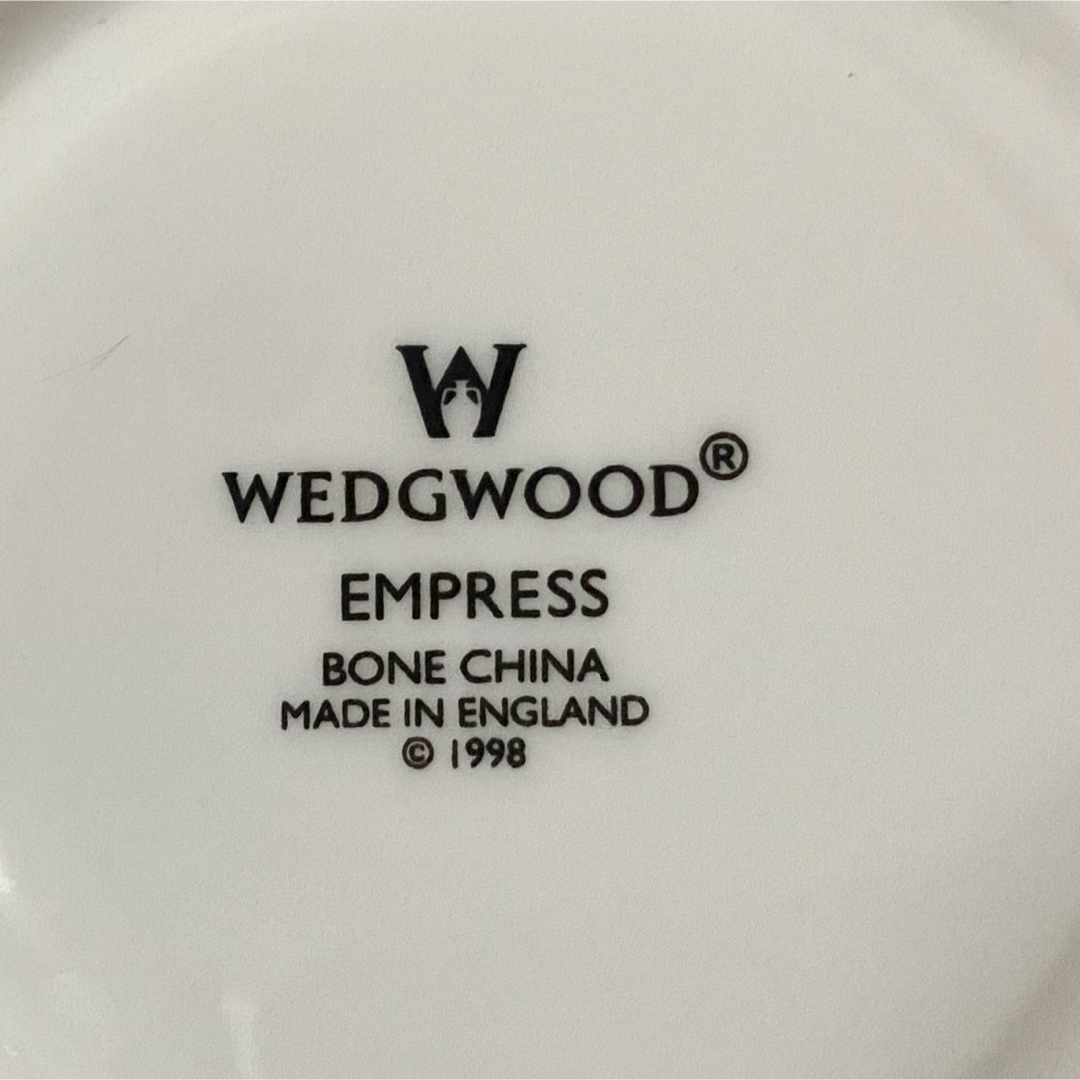 W
WEDGWOOD®
EMPRESS
BONE CHINA
MADE IN ENGLAND
© 1998